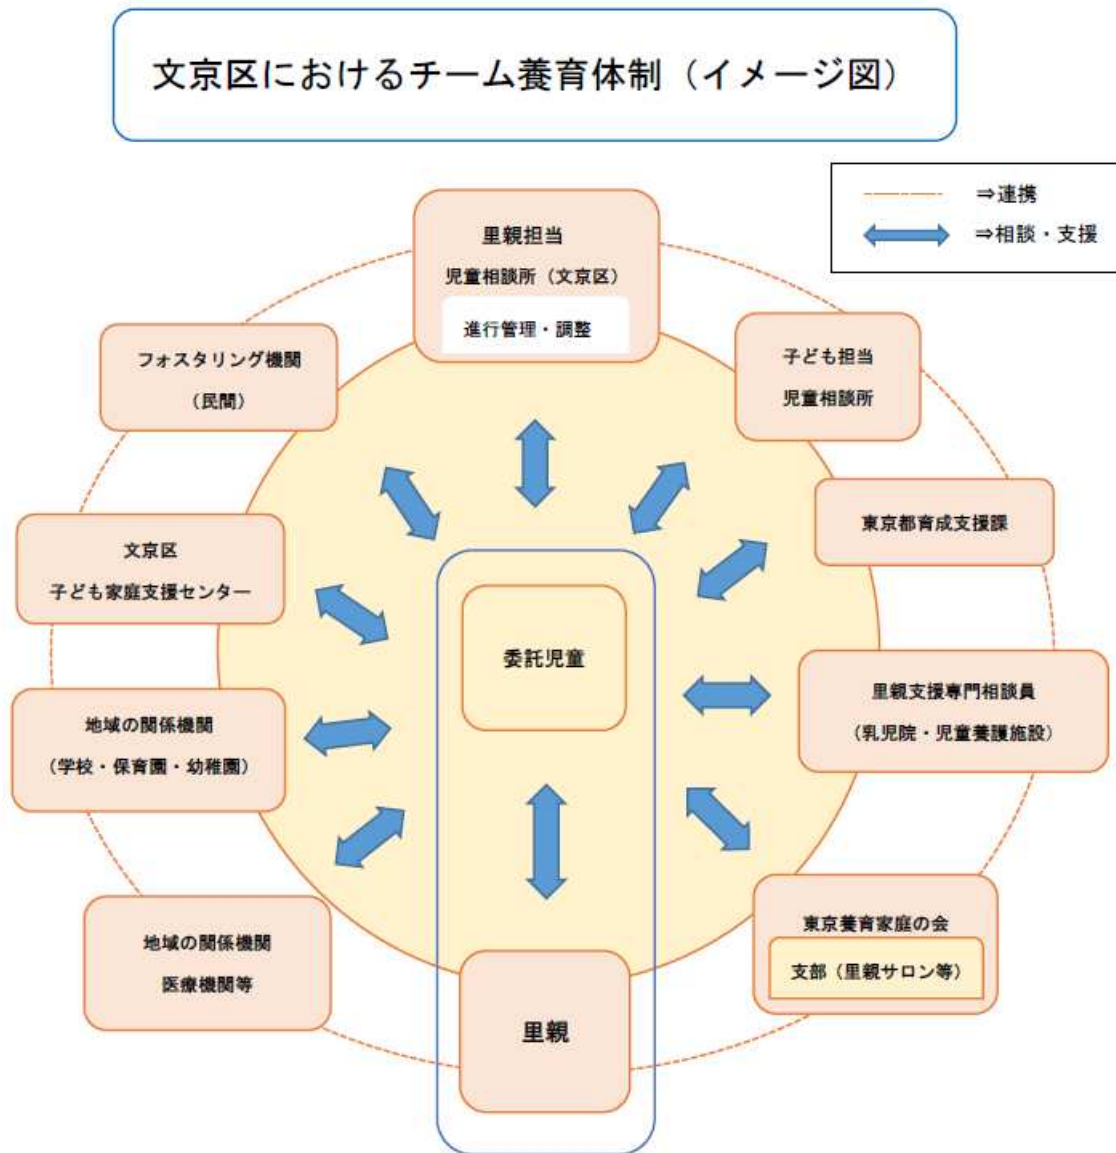 文京区におけるチーム養育体制（イメージ図）
⇒連携
⇒相談・支援
里親担当
児童相談所（文京区）
進行管理・調整
フォスタリング機関
（民間）
子ども担当
児童相談所
東京都育成支援課
文京区
子ども家庭支援センター
委託児童
里親支援専門相談員
（乳児院・児童養護施設）
地域の関係機関
（学校・保育園・幼稚園）
東京養育家庭の会
支部（里親サロン等）
地域の関係機関
医療機関等
里親